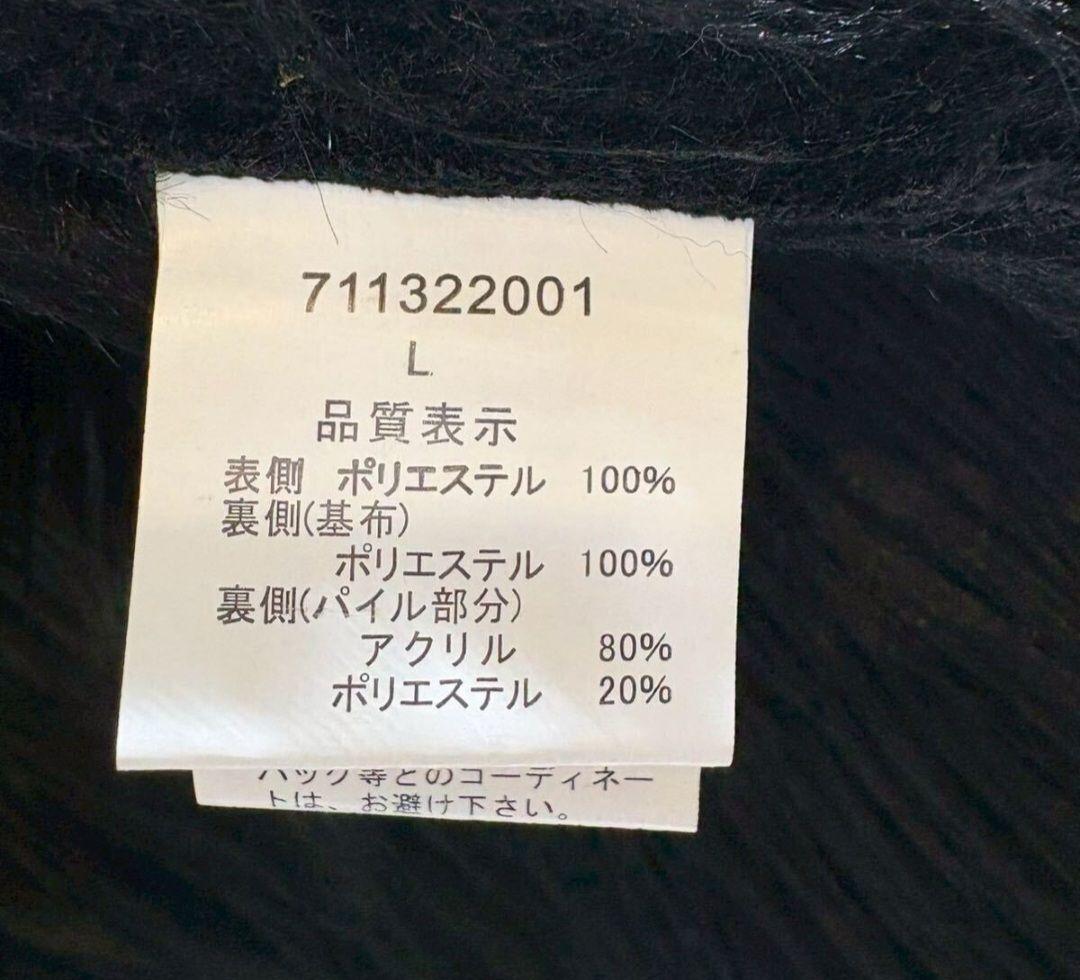 711322001
L
品質表示
表側 ポリエステル 100%
裏側(基布)
ポリエステル 100%
裏側(パイル部分)
アクリル 80%
ポリエステル 20%
バッグ等とのコーディネー
トは、お避け下さい。